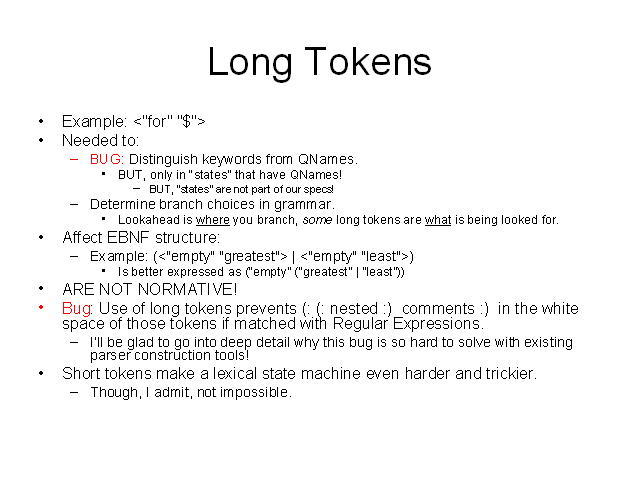 Long Tokens
• Example: <"for" "$">
• Needed to:
– BUG: Distinguish keywords from QNames.
• BUT, only in "states" that have QNames!
– BUT, "states" are not part of our specs!
– Determine branch choices in grammar.
• Lookahead is where you branch, some long tokens are what is being looked for.
• Affect EBNF structure:
– Example: (<"empty" "greatest"> | <"empty" "least">)
• Is better expressed as ("empty" ("greatest" | "least"))
• ARE NOT NORMATIVE!
• Bug: Use of long tokens prevents (: (: nested :) comments :) in the white
space of those tokens if matched with Regular Expressions.
– I'll be glad to go into deep detail why this bug is so hard to solve with existing
parser construction tools!
• Short tokens make a lexical state machine even harder and trickier.
– Though, I admit, not impossible.